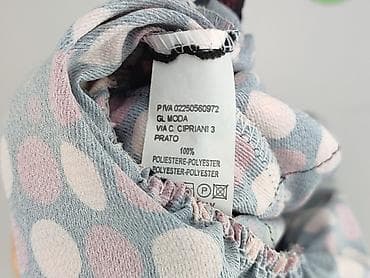 P.IVA 02250560972
GL MODA
VIA C. CIPRIANI 3
PRATO
100%
POLIESTERE-POLYESTER
POLYESTER-POLYESTER